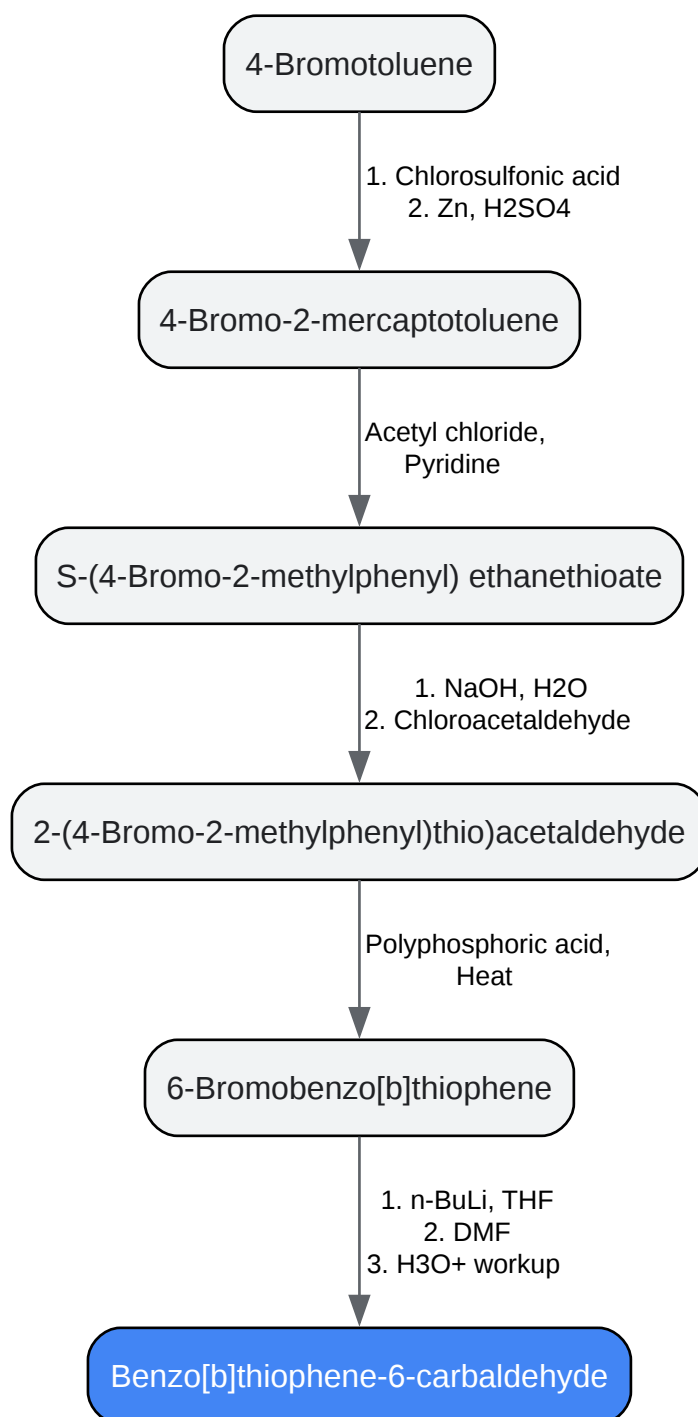 4-Bromotoluene
1. Chlorosulfonic acid
2. Zn, H2SO4
4-Bromo-2-mercaptotoluene
Acetyl chloride,
Pyridine
S-(4-Bromo-2-methylphenyl) ethanethioate
1. NaOH, H2O
2. Chloroacetaldehyde
2-(4-Bromo-2-methylphenyl)thio)acetaldehyde
Polyphosphoric acid,
Heat
6-Bromobenzo[b]thiophene
1. n-BuLi, THF
2. DMF
3. H3O+ workup
Benzo[b]thiophene-6-carbaldehyde